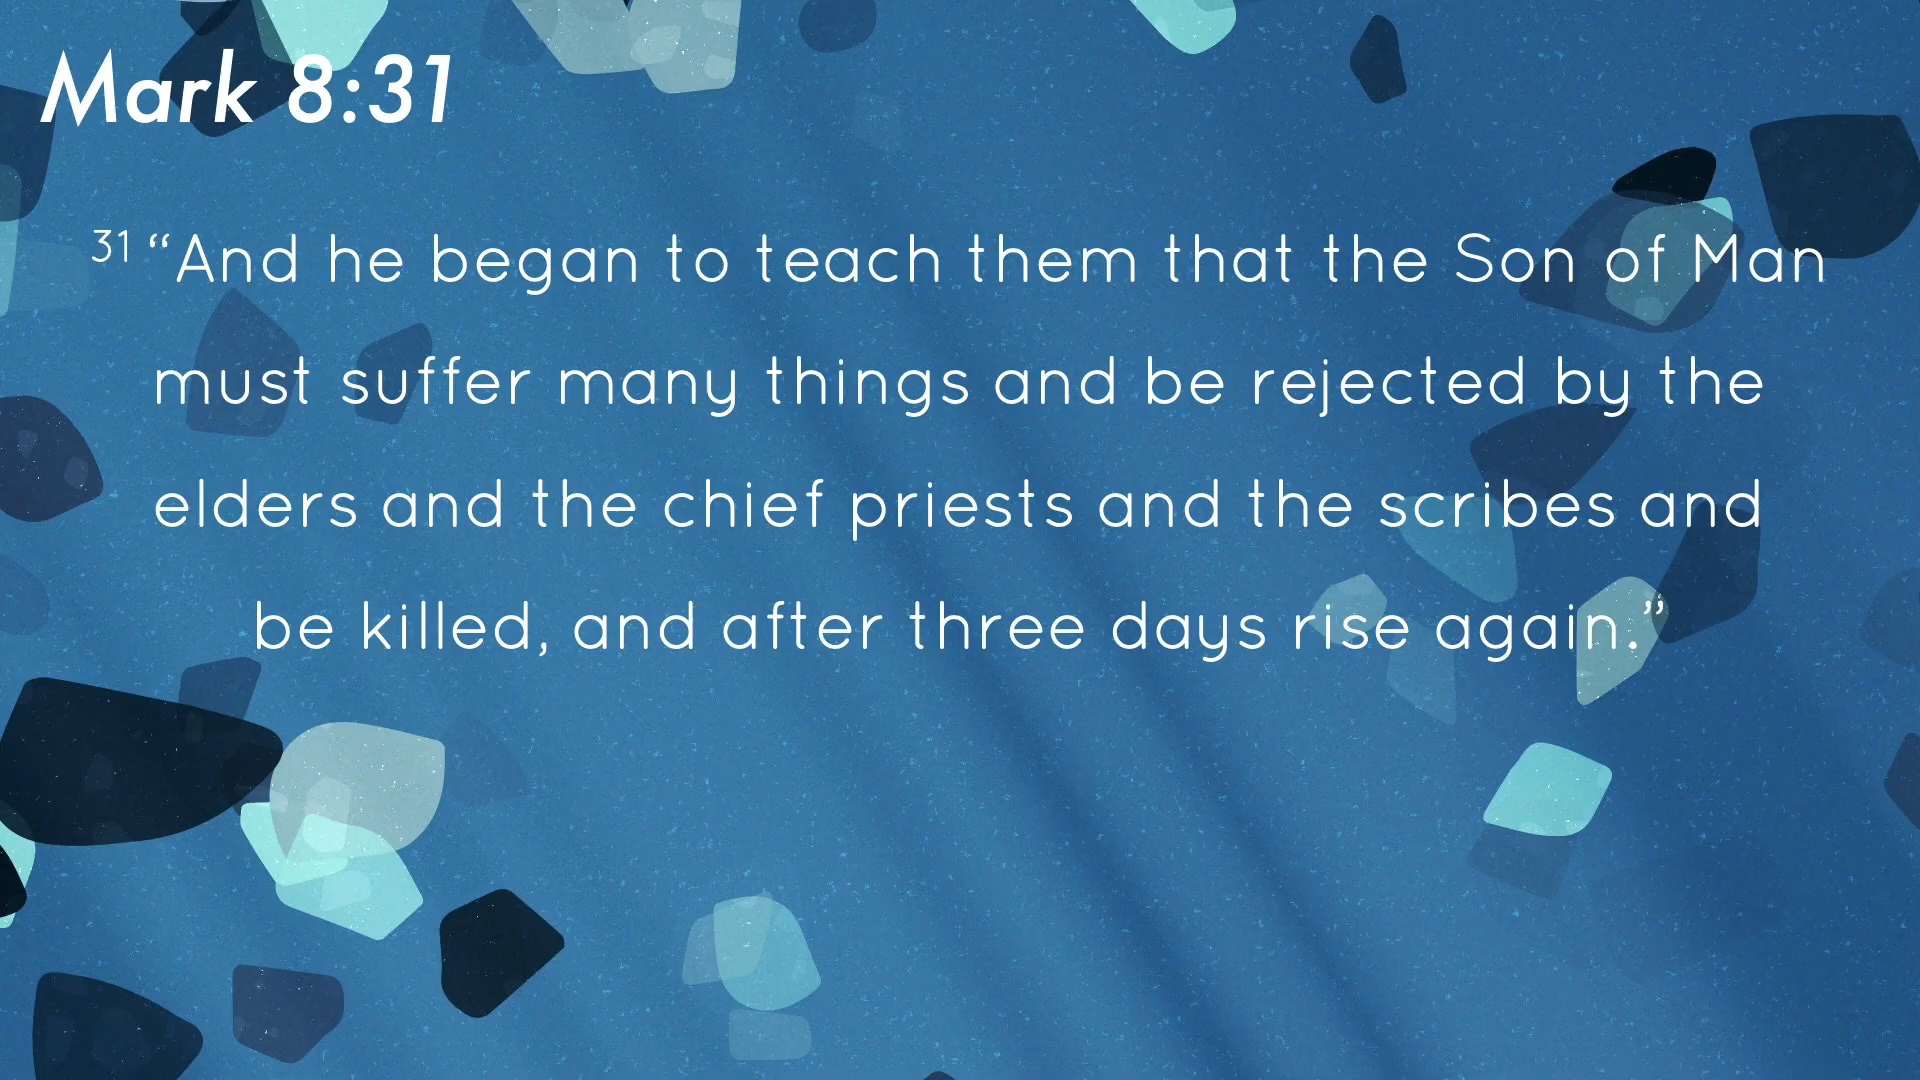 Mark 8:31
31 “And he began to teach them that the Son of Man
must suffer many things and be rejected by the
elders and the chief priests and the scribes and
be killed, and after three days rise again.”